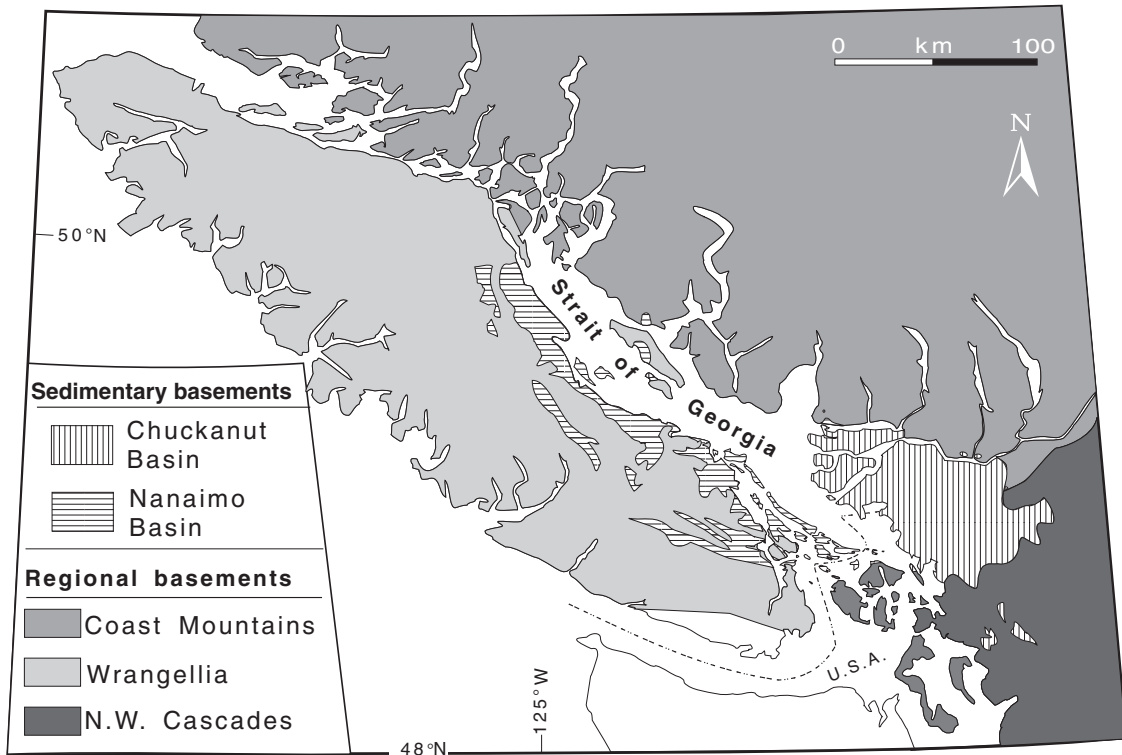 0 km 100
N
50°N
Strait of Georgia
Sedimentary basements
Chuckanut
Basin
Nanaimo
Basin
Regional basements
Coast Mountains
Wrangellia
N.W. Cascades
U.S.A.
125°W
48°N